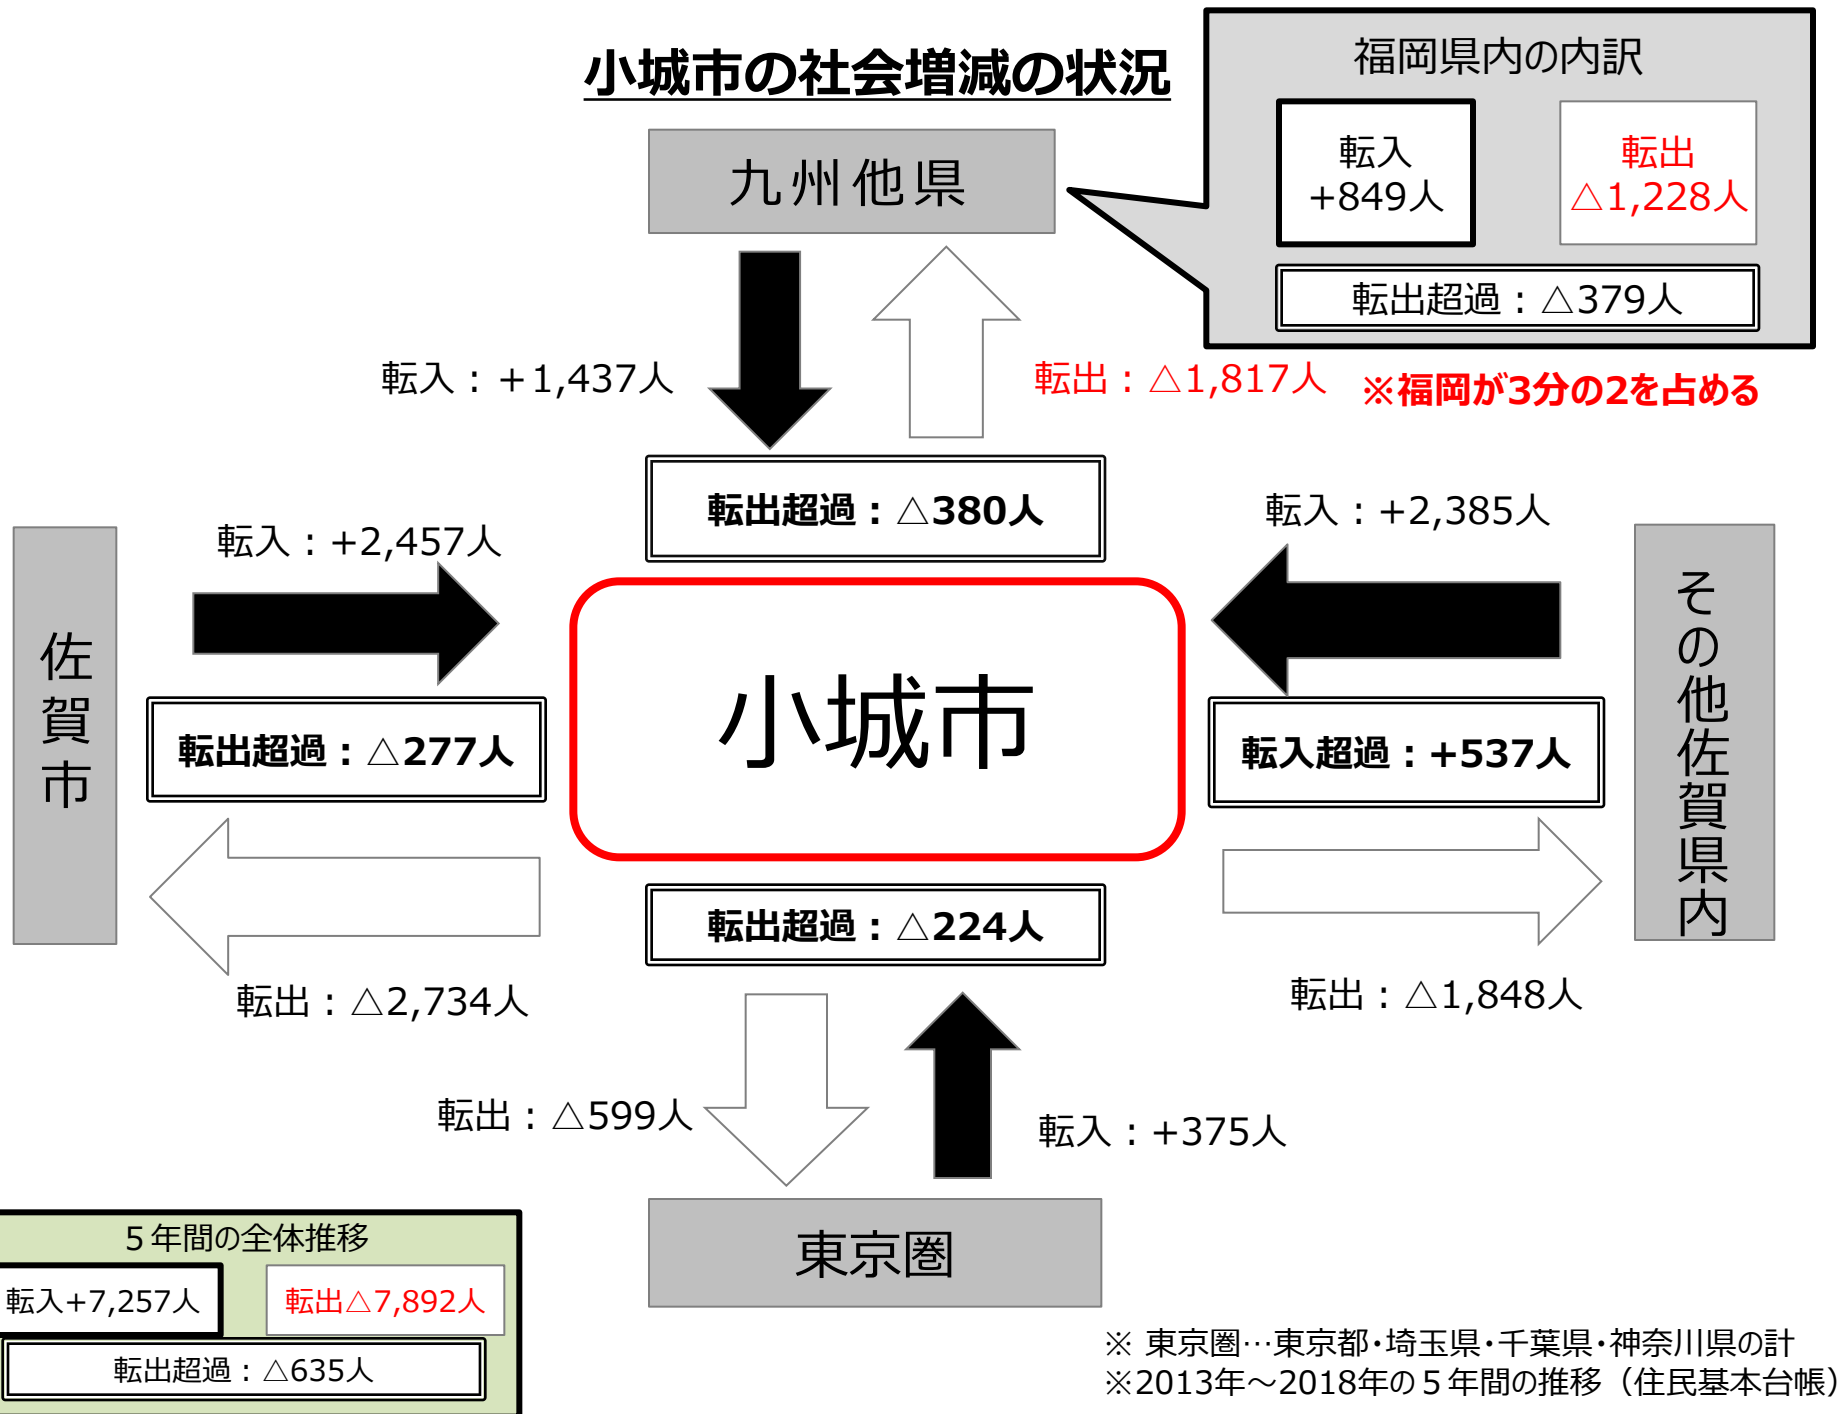 小城市の社会増減の状況
福岡県内の内訳
転入
+849人
転出
△1,228人
転出超過：△379人
九州他県
転入：＋1,437人
転出：△1,817人
※福岡が3分の2を占める
転出超過：△380人
転入：+2,457人
転入：+2,385人
佐賀市
小城市
その他佐賀県内
転出超過：△277人
転入超過：+537人
転出超過：△224人
転出：△2,734人
転出：△1,848人
転出：△599人
転入：+375人
東京圏
５年間の全体推移
転入+7,257人
転出△7,892人
転出超過：△635人
※ 東京圏…東京都・埼玉県・千葉県・神奈川県の計
※2013年～2018年の５年間の推移（住民基本台帳）